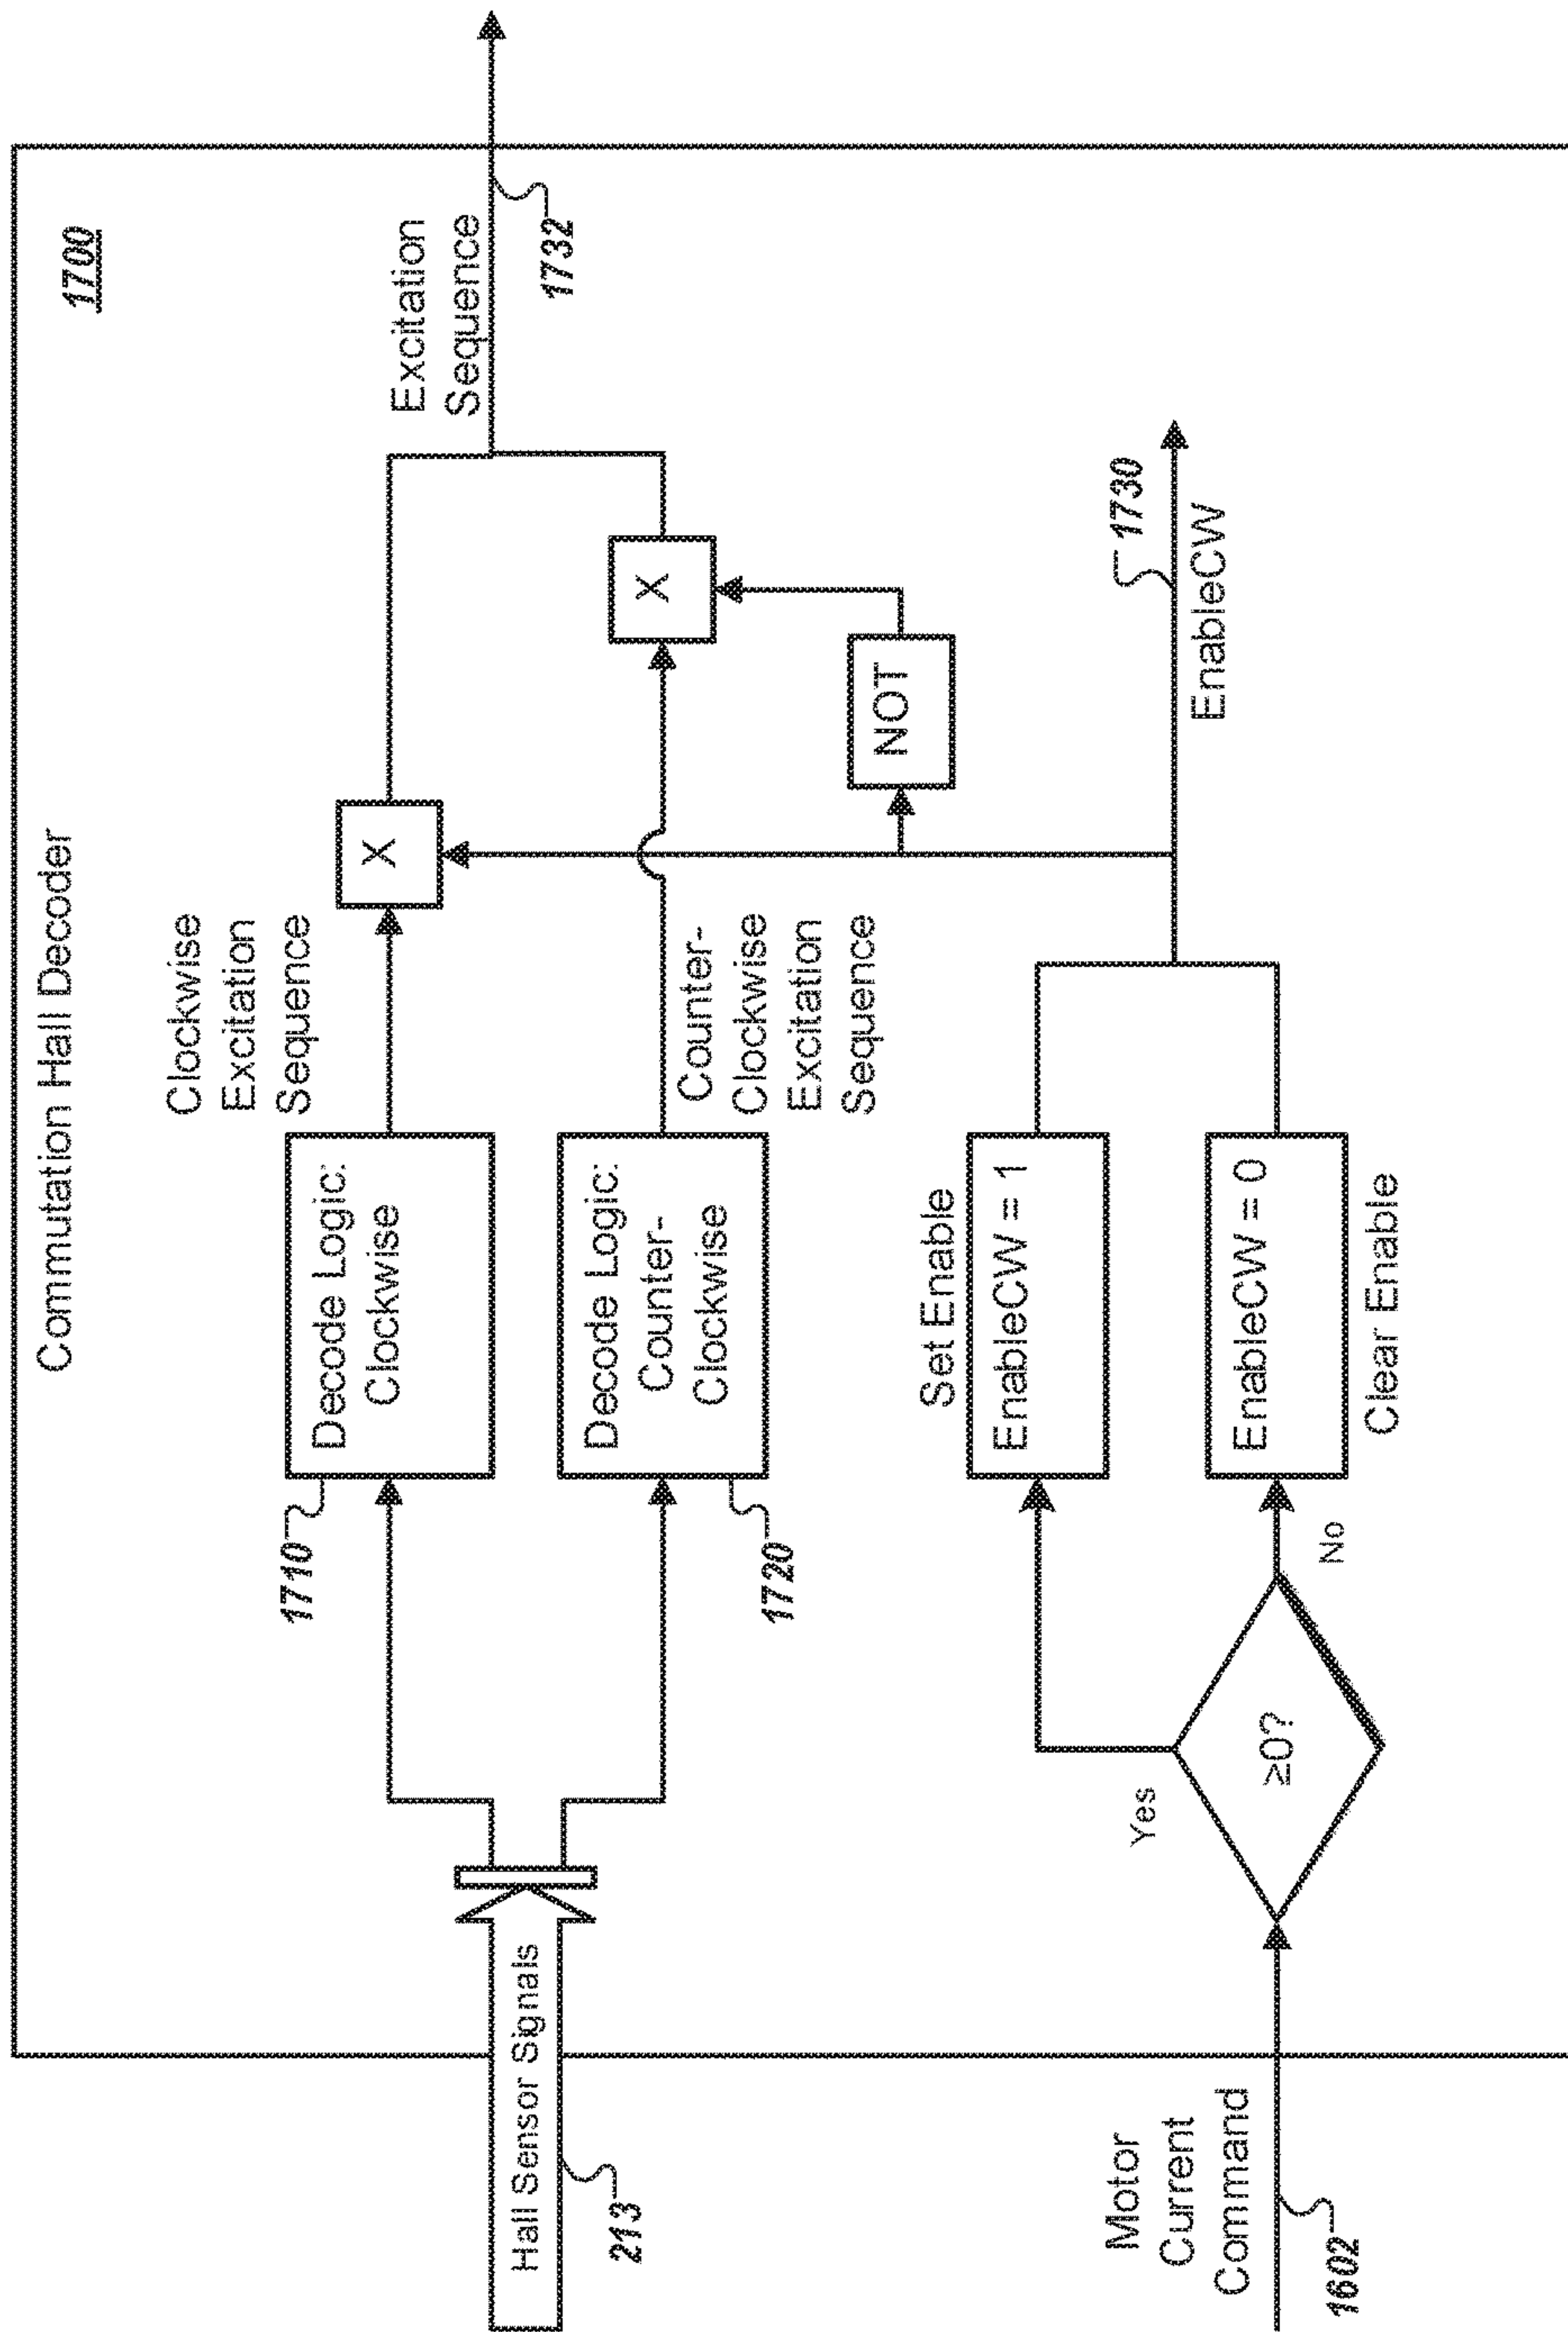 Commutation Hall Decoder
1700
Clockwise
Excitation
Sequence
Excitation
Sequence
1732
Hall Sensor Signals
213
1710
Decode Logic:
Clockwise
X
1720
Decode Logic:
Counter-
Clockwise
Counter-
Clockwise
Excitation
Sequence
X
NOT
Motor
Current
Command
1602
≥0?
Yes
No
Set Enable
EnableCW = 1
EnableCW = 0
Clear Enable
1730
EnableCW